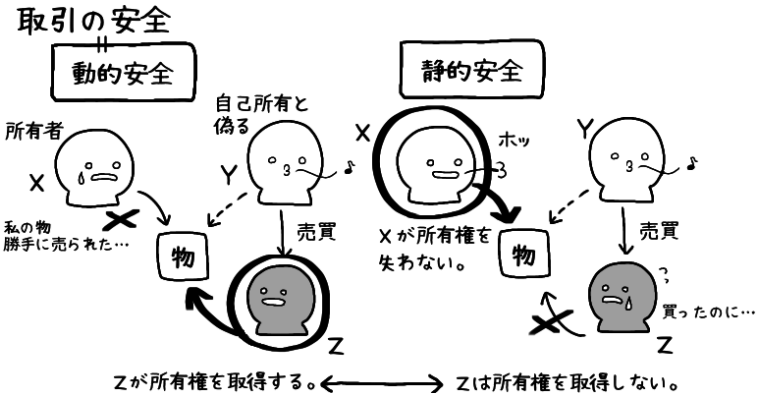 取引の安全
動的安全
所有者
X
私の物
勝手に売られた…
自己所有と
偽る
Y
物
売買
Z
Zが所有権を取得する。
静的安全
X
ホッ
Xが所有権を
失わない。
Y
物
売買
買ったのに…
Z
Zは所有権を取得しない。